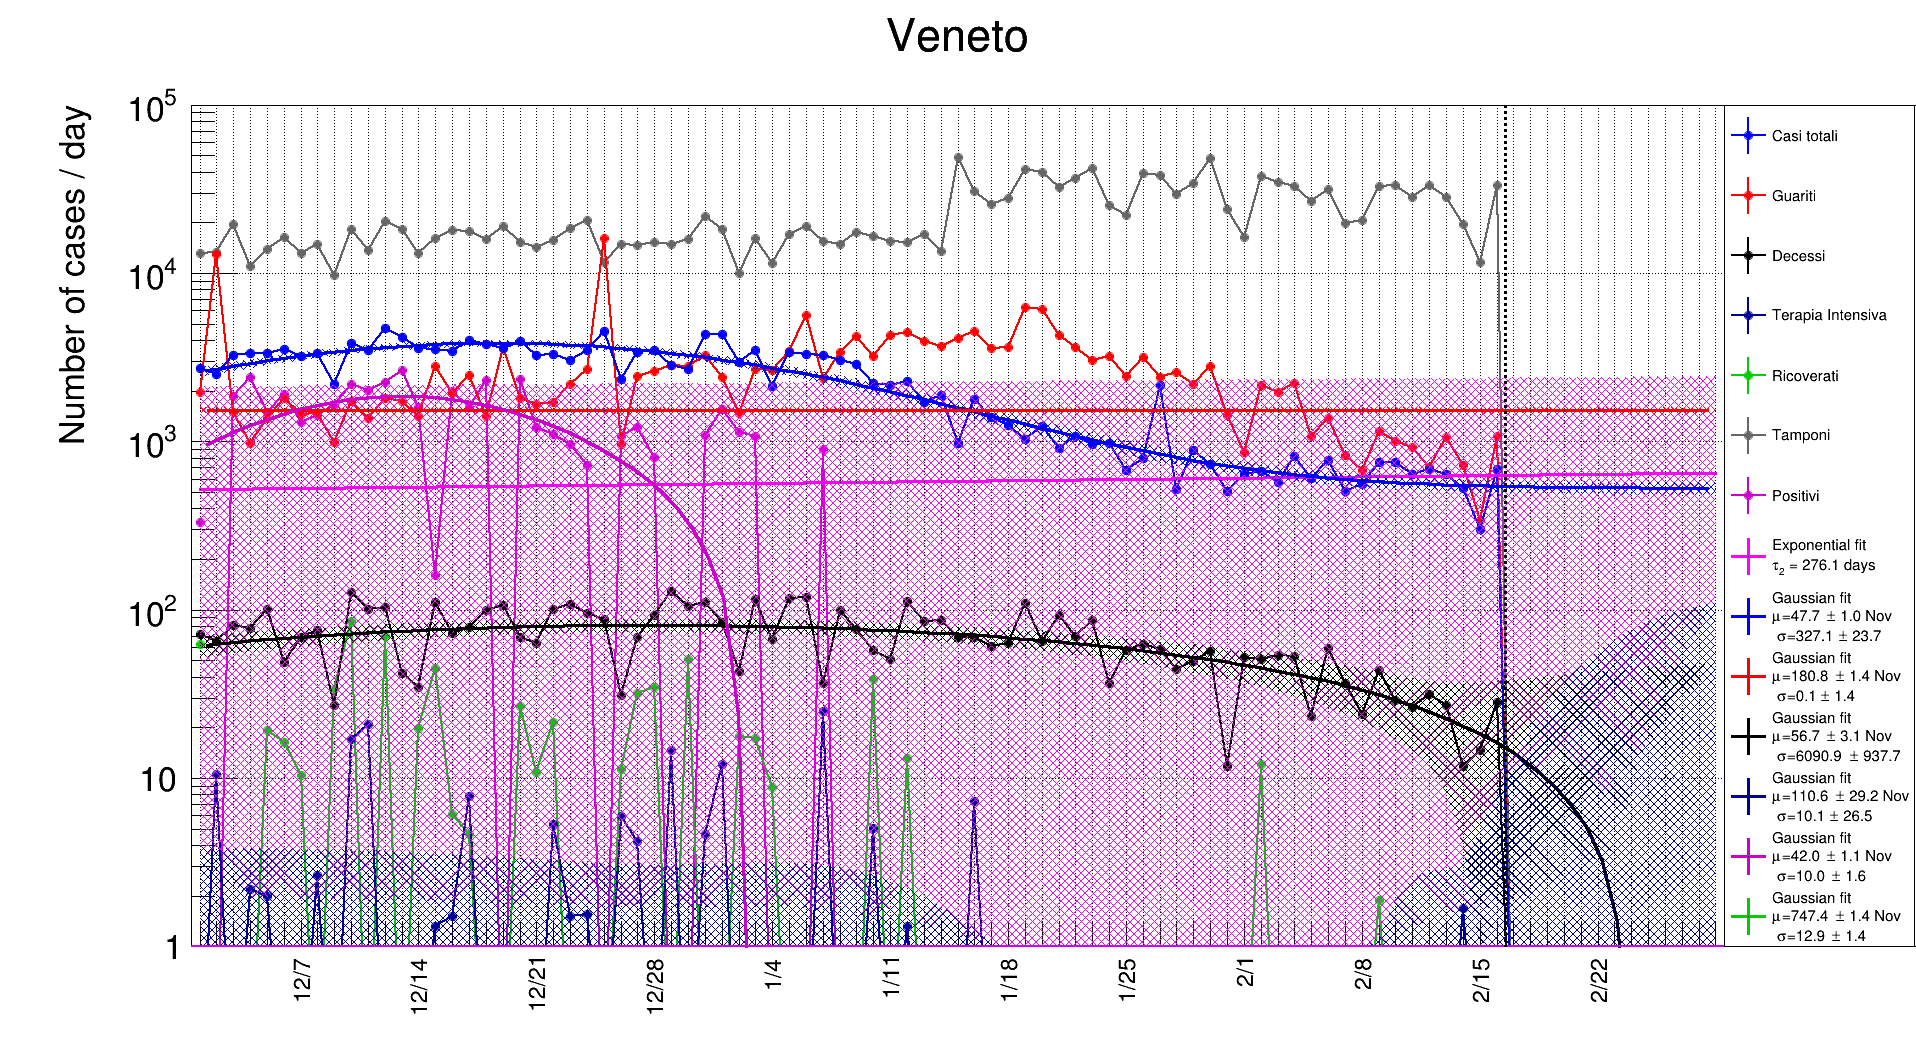 Veneto
Number of cases / day
10^5
10^4
10^3
10^2
10
1
12/7
12/14
12/21
12/28
1/4
1/11
1/18
1/25
2/1
2/8
2/15
2/22
Casi totali
Guariti
Decessi
Terapia Intensiva
Ricoverati
Tamponi
Positivi
Exponential fit
τ₂ = 276.1 days
Gaussian fit
μ=47.7 ± 1.0 Nov
σ=327.1 ± 23.7
Gaussian fit
μ=180.8 ± 1.4 Nov
σ=0.1 ± 1.4
Gaussian fit
μ=56.7 ± 3.1 Nov
σ=6090.9 ± 937.7
Gaussian fit
μ=110.6 ± 29.2 Nov
σ=10.1 ± 26.5
Gaussian fit
μ=42.0 ± 1.1 Nov
σ=10.0 ± 1.6
Gaussian fit
μ=747.4 ± 1.4 Nov
σ=12.9 ± 1.4